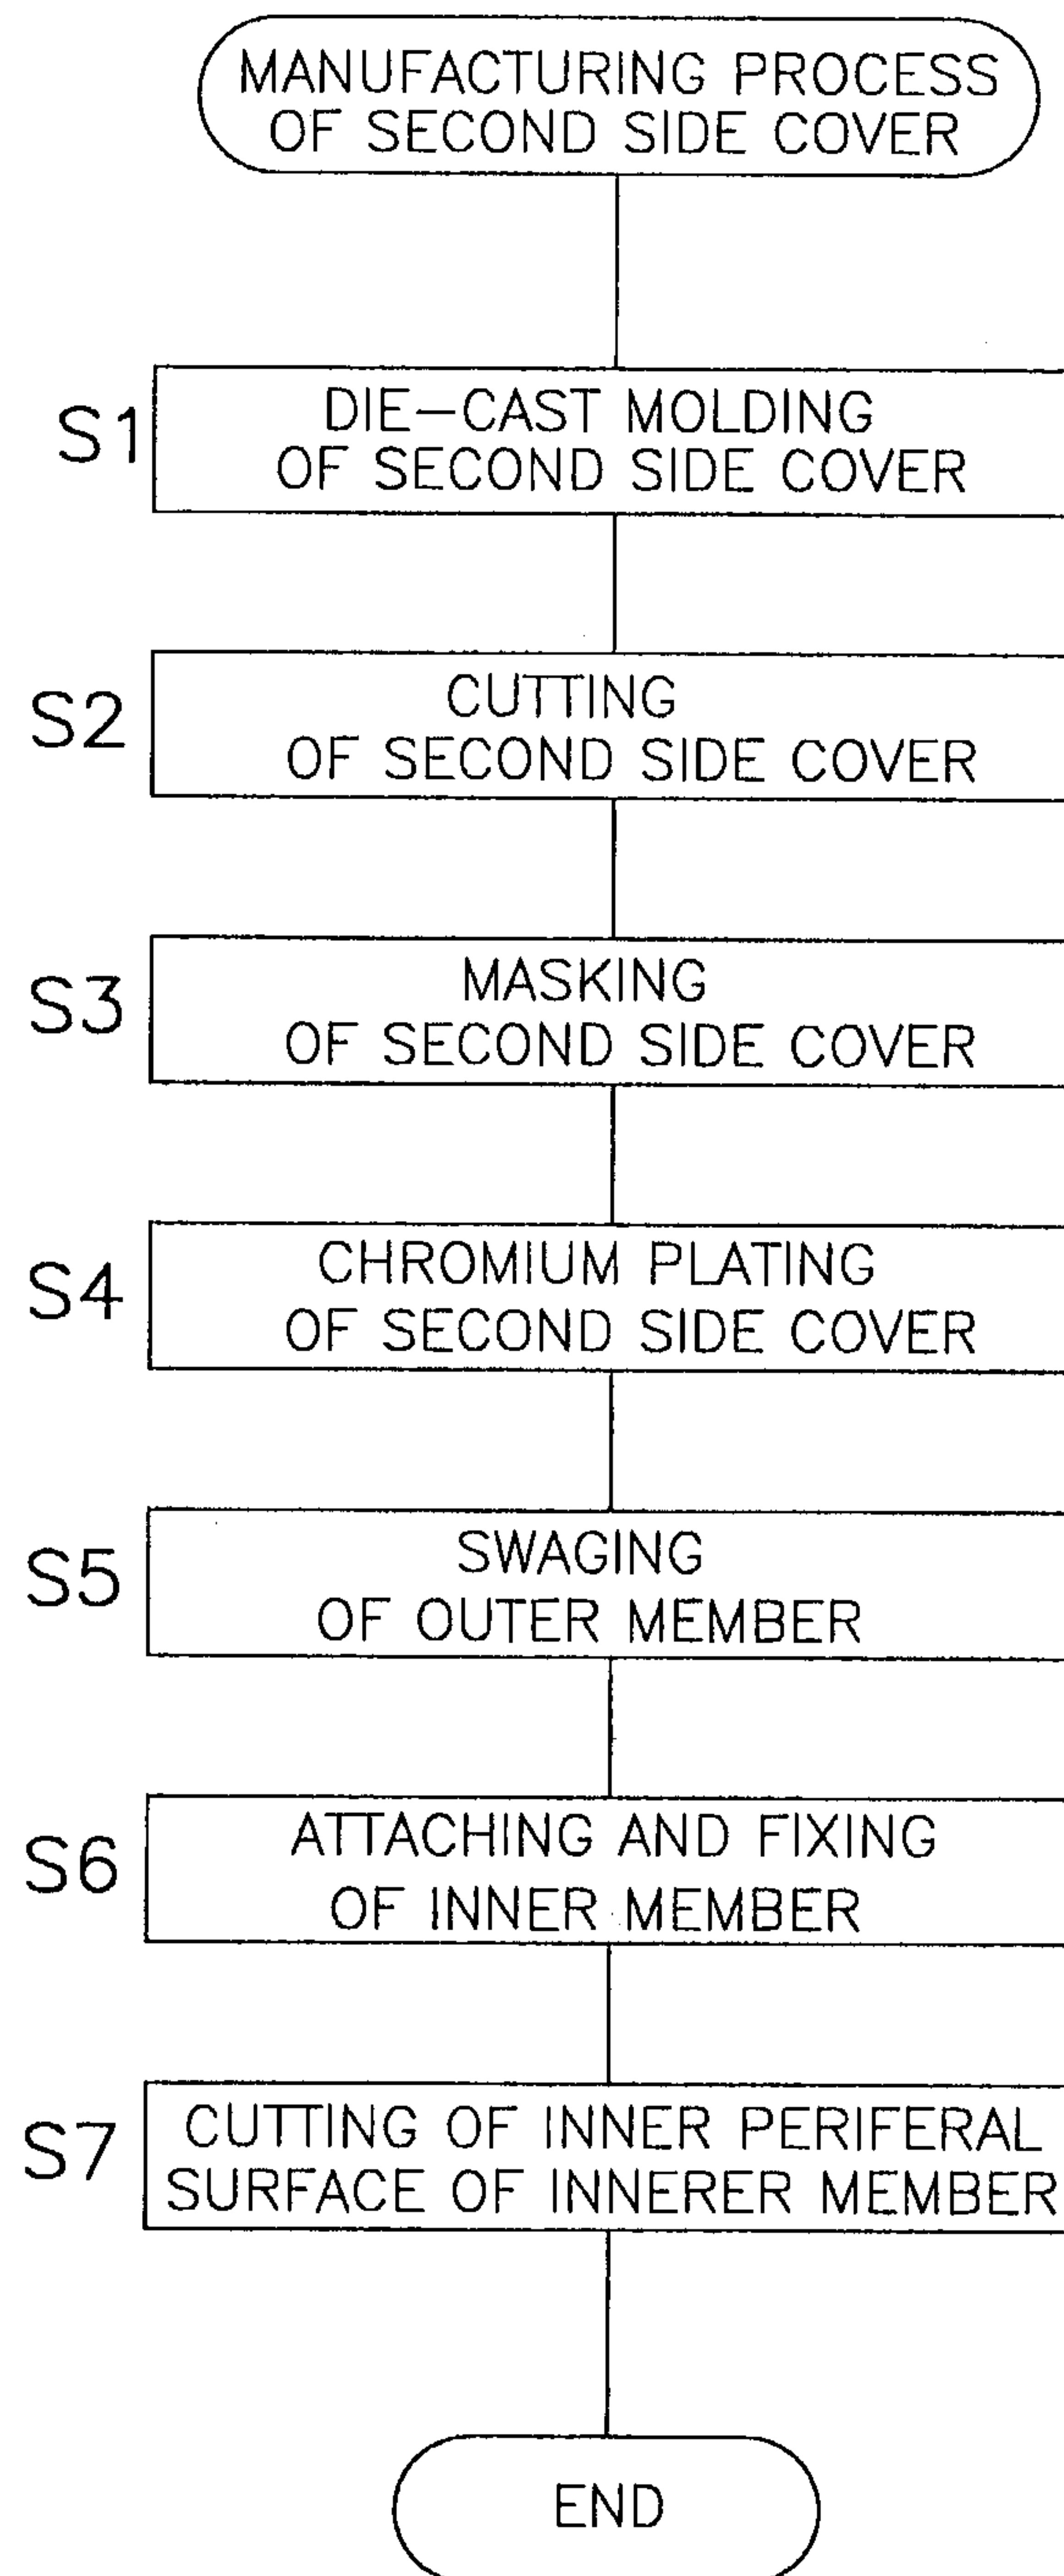 MANUFACTURING PROCESS
OF SECOND SIDE COVER
S1
DIE-CAST MOLDING
OF SECOND SIDE COVER
S2
CUTTING
OF SECOND SIDE COVER
S3
MASKING
OF SECOND SIDE COVER
S4
CHROMIUM PLATING
OF SECOND SIDE COVER
S5
SWAGING
OF OUTER MEMBER
S6
ATTACHING AND FIXING
OF INNER MEMBER
S7
CUTTING OF INNER PERIFERAL
SURFACE OF INNERER MEMBER
END